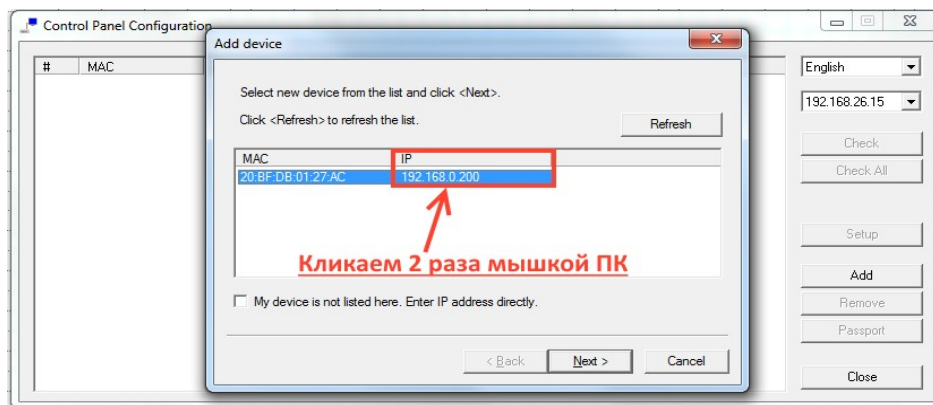 Control Panel Configuration
Add device
# MAC
English
Select new device from the list and click <Next>.
192.168.26.15
Click <Refresh> to refresh the list.
Refresh
Check
MAC IP
Check All
20:BF:DB:01:27:AC 192.168.0.200
Setup
Кликаем 2 раза мышкой ПК
Add
My device is not listed here. Enter IP address directly.
Remove
Passport
< Back Next > Cancel
Close